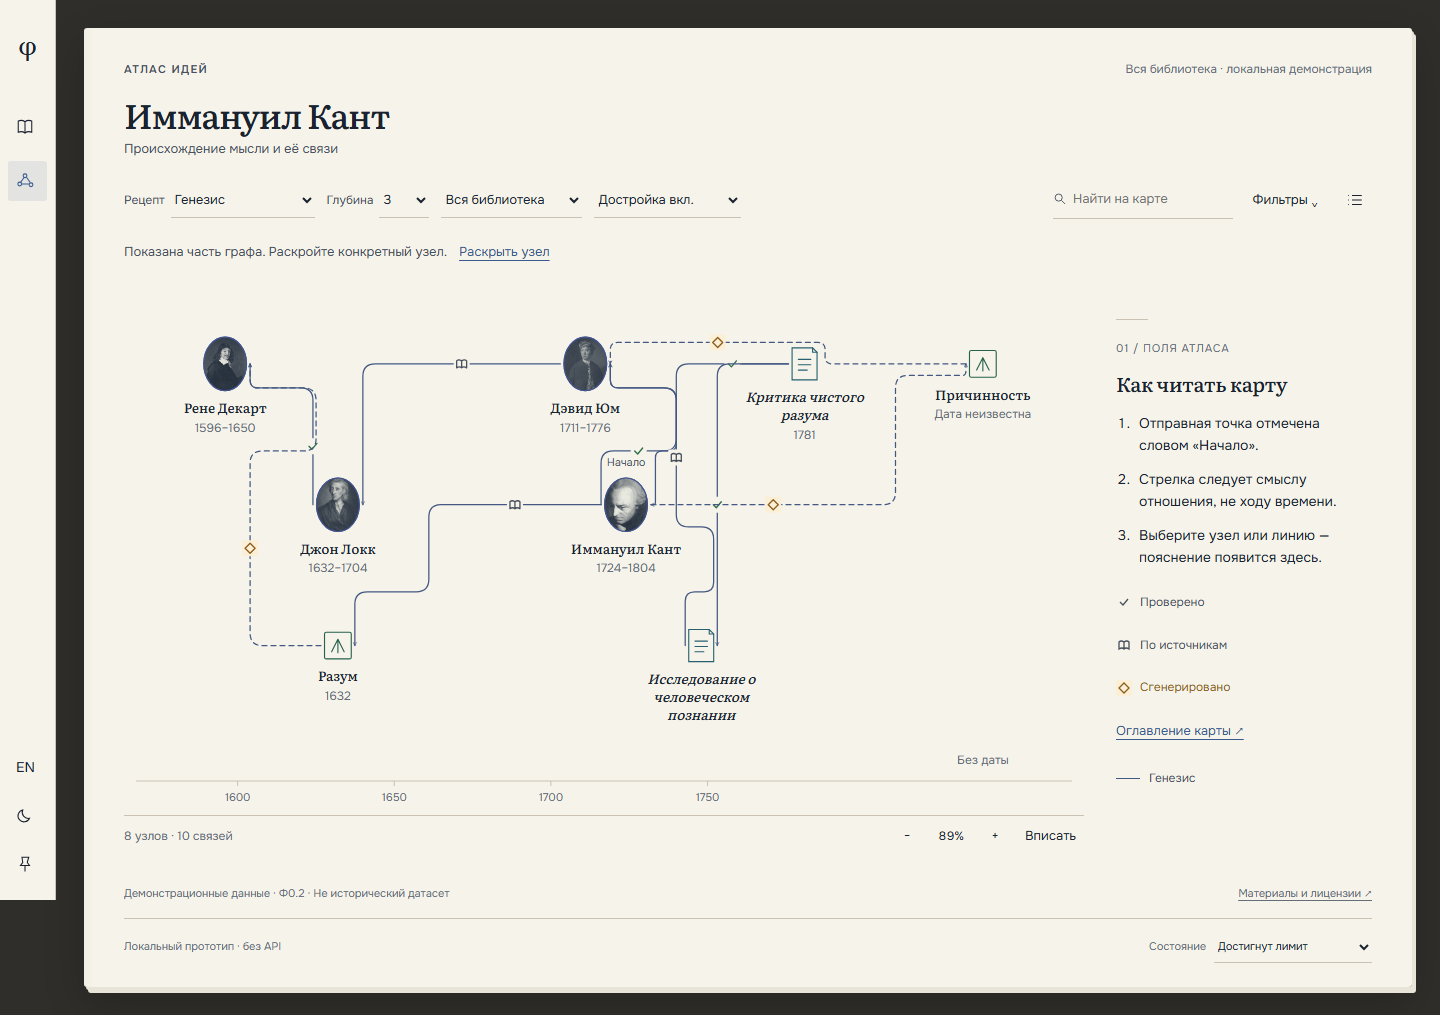 φ
АТЛАС ИДЕЙ
Вся библиотека · локальная демонстрация
Иммануил Кант
Происхождение мысли и её связи
Рецепт Генезис Глубина 3 Вся библиотека Достройка вкл. Найти на карте Фильтры
Показана часть графа. Раскройте конкретный узел. Раскрыть узел
Рене Декарт
1596–1650
Дэвид Юм
1711–1776
Критика чистого
разума
1781
Причинность
Дата неизвестна
Начало
Джон Локк
1632–1704
Иммануил Кант
1724–1804
Разум
1632
Исследование о
человеческом
познании
Без даты
1600 1650 1700 1750
8 узлов · 10 связей
− 89% + Вписать
01 / ПОЛЯ АТЛАСА
Как читать карту
1. Отправная точка отмечена
словом «Начало».
2. Стрелка следует смыслу
отношения, не ходу времени.
3. Выберите узел или линию —
пояснение появится здесь.
Проверено
По источникам
Сгенерировано
Оглавление карты ↗
Генезис
EN
Демонстрационные данные · Ф0.2 · Не исторический датасет
Материалы и лицензии ↗
Локальный прототип · без API
Состояние Достигнут лимит